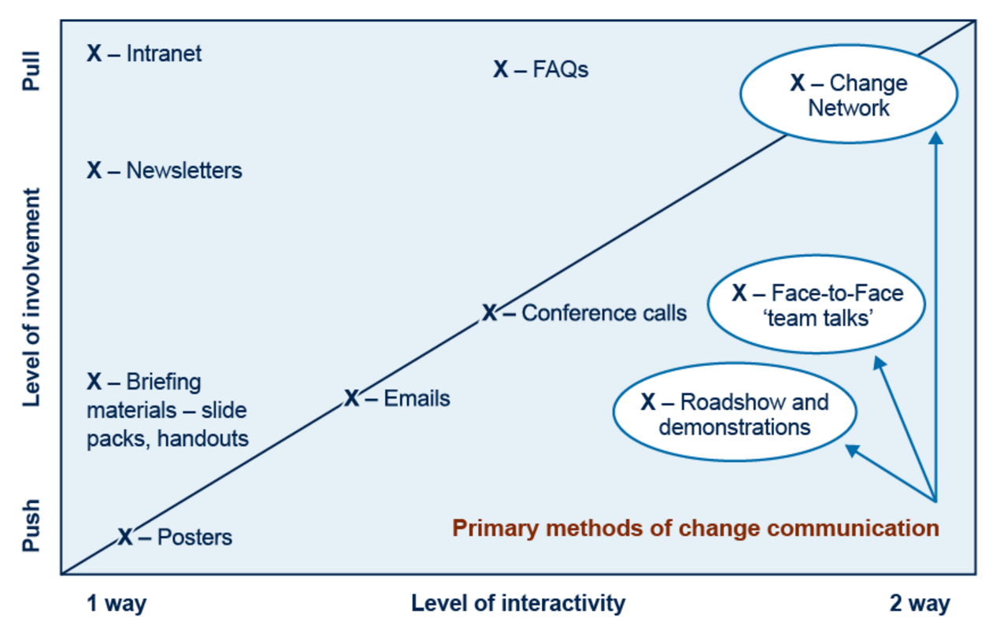 Pull
Level of involvement
Push
X – Intranet
X – FAQs
X – Change
Network
X – Newsletters
X – Face-to-Face
‘team talks’
X – Conference calls
X – Briefing
materials – slide
packs, handouts
X – Emails
X – Roadshow and
demonstrations
X – Posters
Primary methods of change communication
1 way
Level of interactivity
2 way